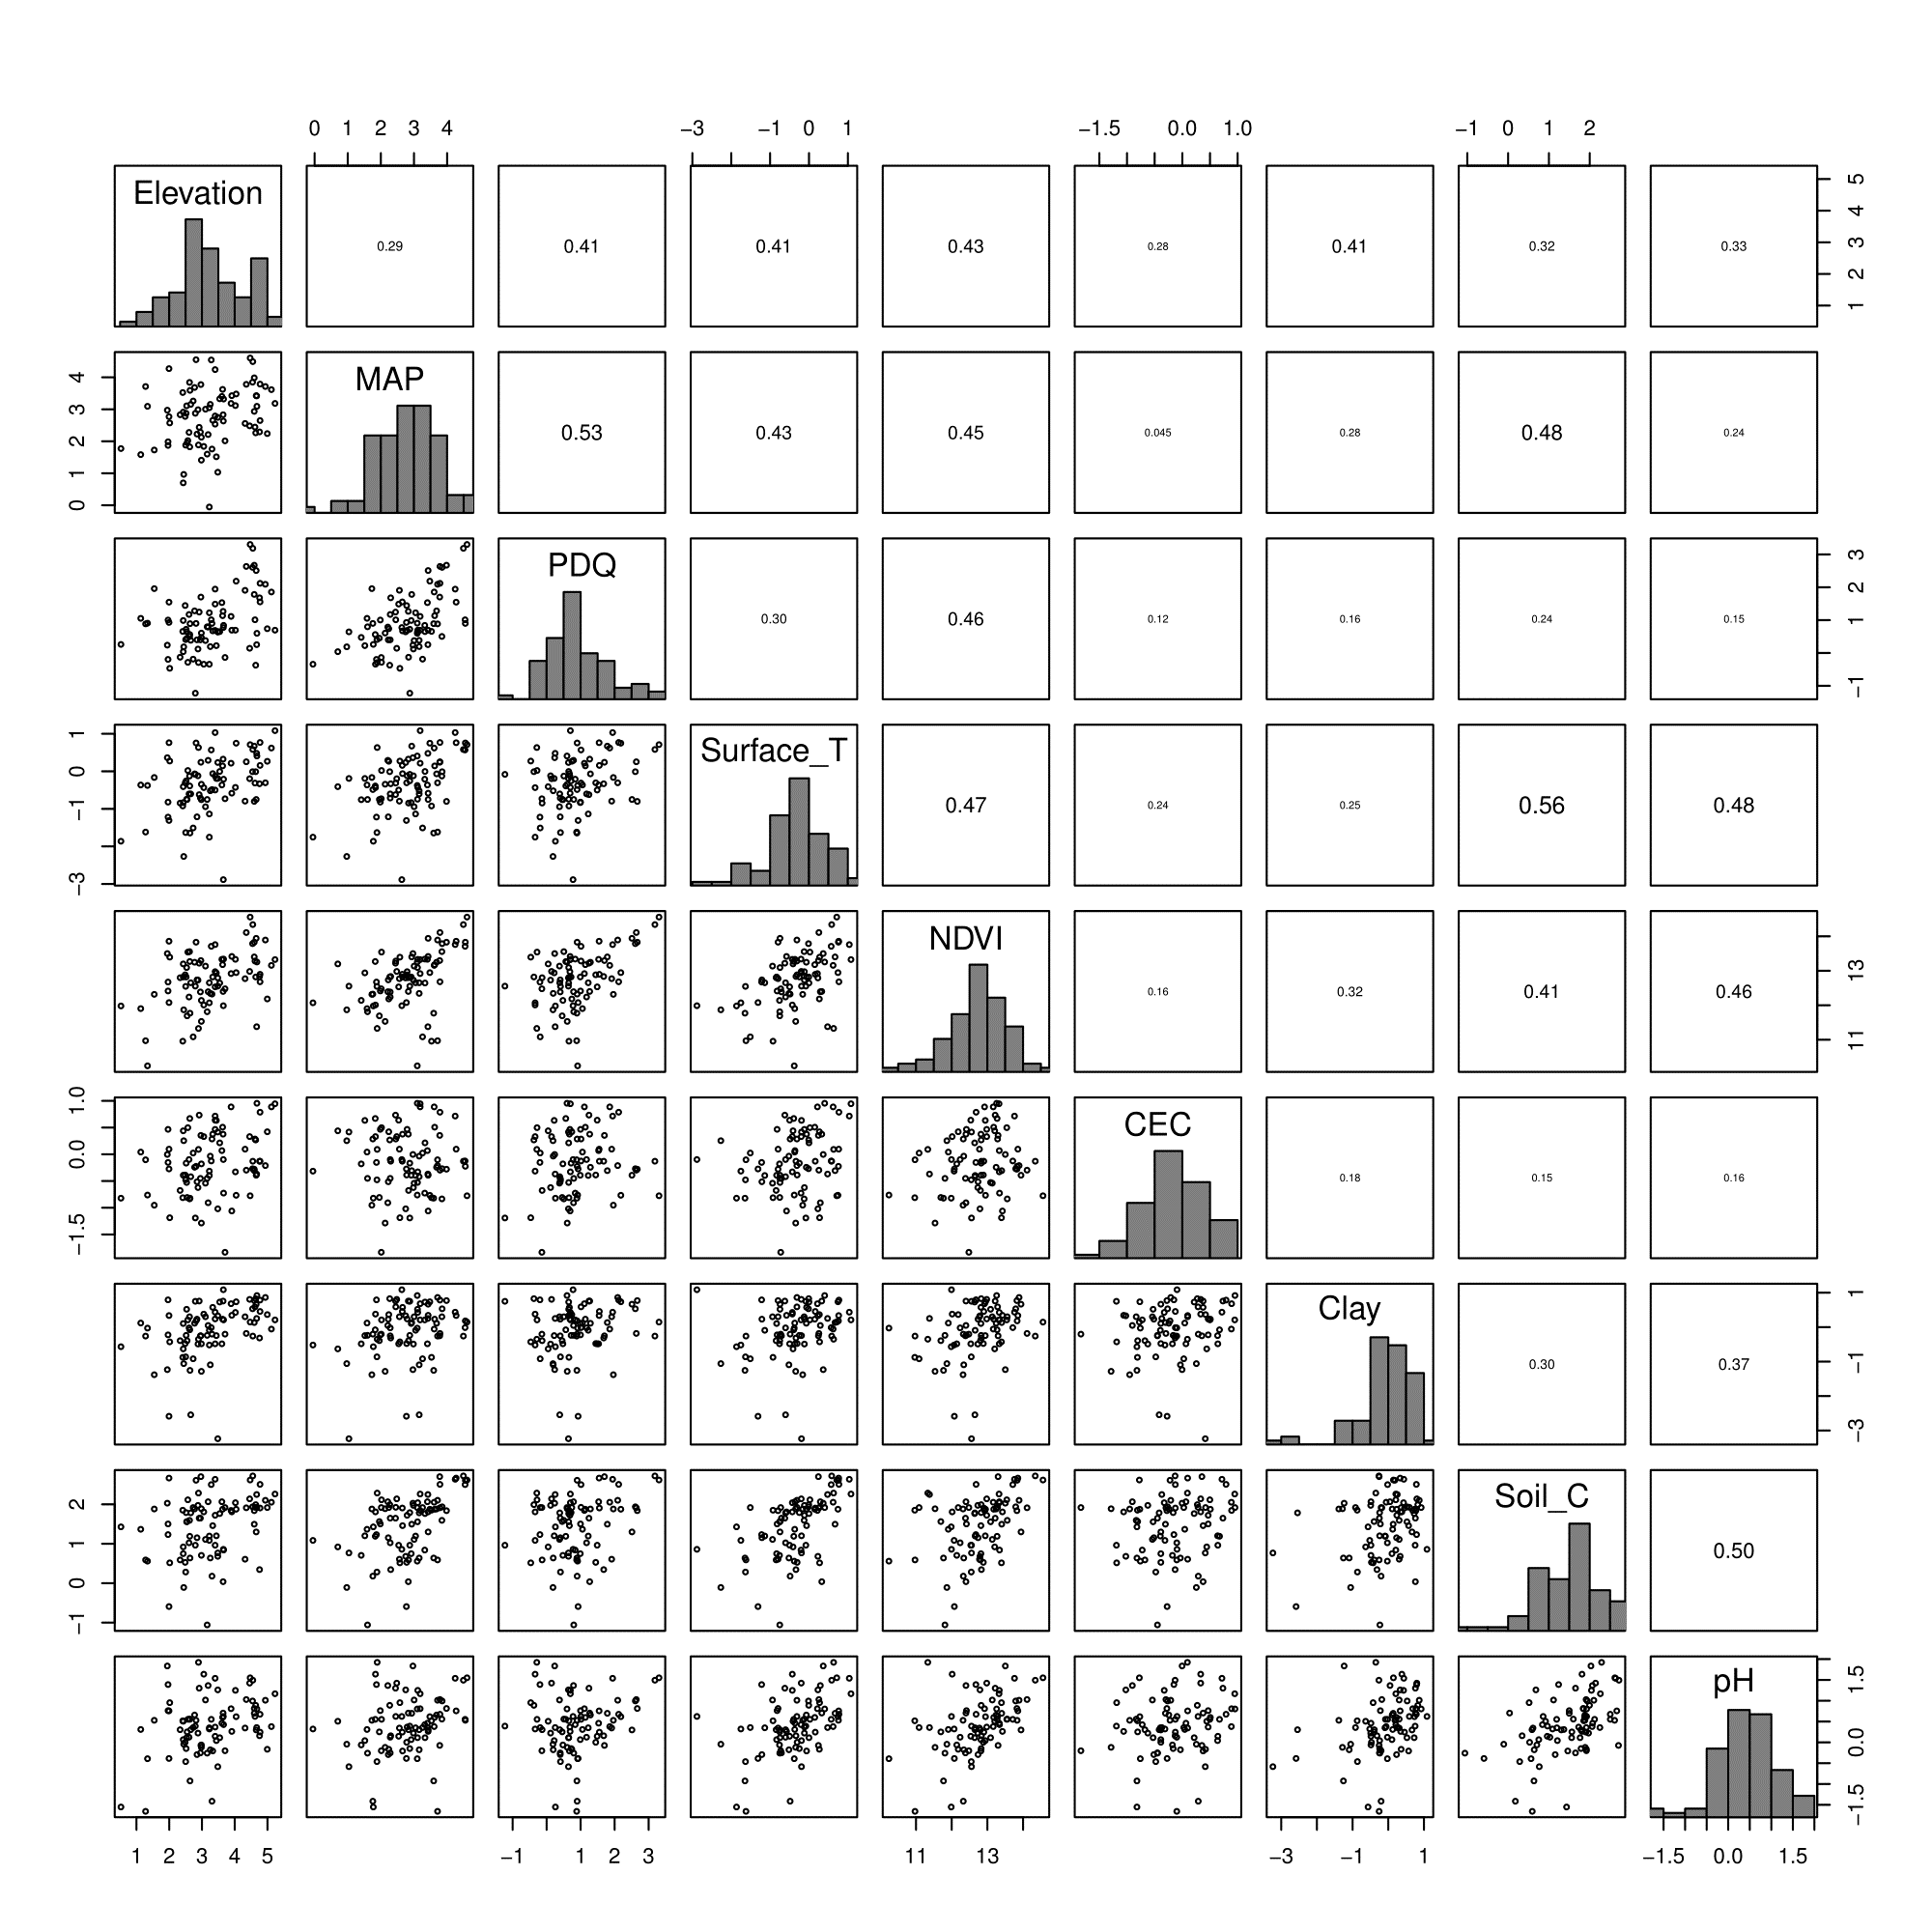 0 1 2 3 4 −3 −1 0 1 −1.5 0.0 1.0 −1 0 1 2
Elevation 0.29 0.41 0.41 0.43 0.28 0.41 0.32 0.33
1 2 3 4 5
MAP 0.53 0.43 0.45 0.045 0.28 0.48 0.24
0 1 2 3 4
PDQ 0.30 0.46 0.12 0.16 0.24 0.15
−1 1 2 3
Surface_T 0.47 0.24 0.25 0.56 0.48
−3 −1 0 1
NDVI 0.16 0.32 0.41 0.46
11 13
CEC 0.18 0.15 0.16
−1.5 0.0 1.0
Clay 0.30 0.37
−3 −1 1
Soil_C 0.50
−1 0 1 2
pH
−1.5 0.0 1.5
1 2 3 4 5 −1 1 2 3 11 13 −3 −1 1 −1.5 0.0 1.5